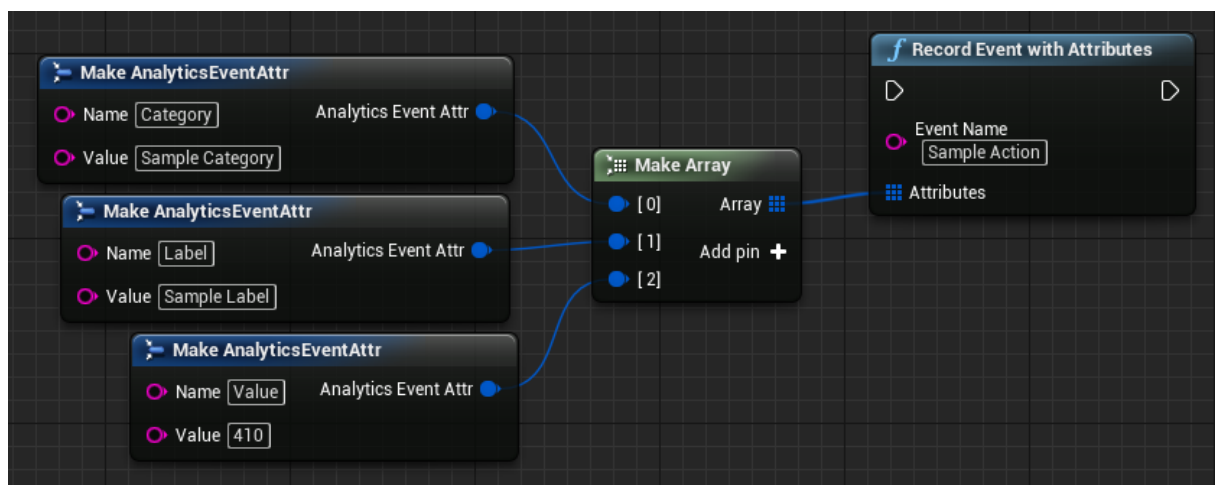 Make AnalyticsEventAttr
Name Category
Analytics Event Attr
Value Sample Category
Make AnalyticsEventAttr
Name Label
Analytics Event Attr
Value Sample Label
Make AnalyticsEventAttr
Name Value
Analytics Event Attr
Value 410
Make Array
[0]
Array
[1]
Add pin +
[2]
f Record Event with Attributes
Event Name
Sample Action
Attributes